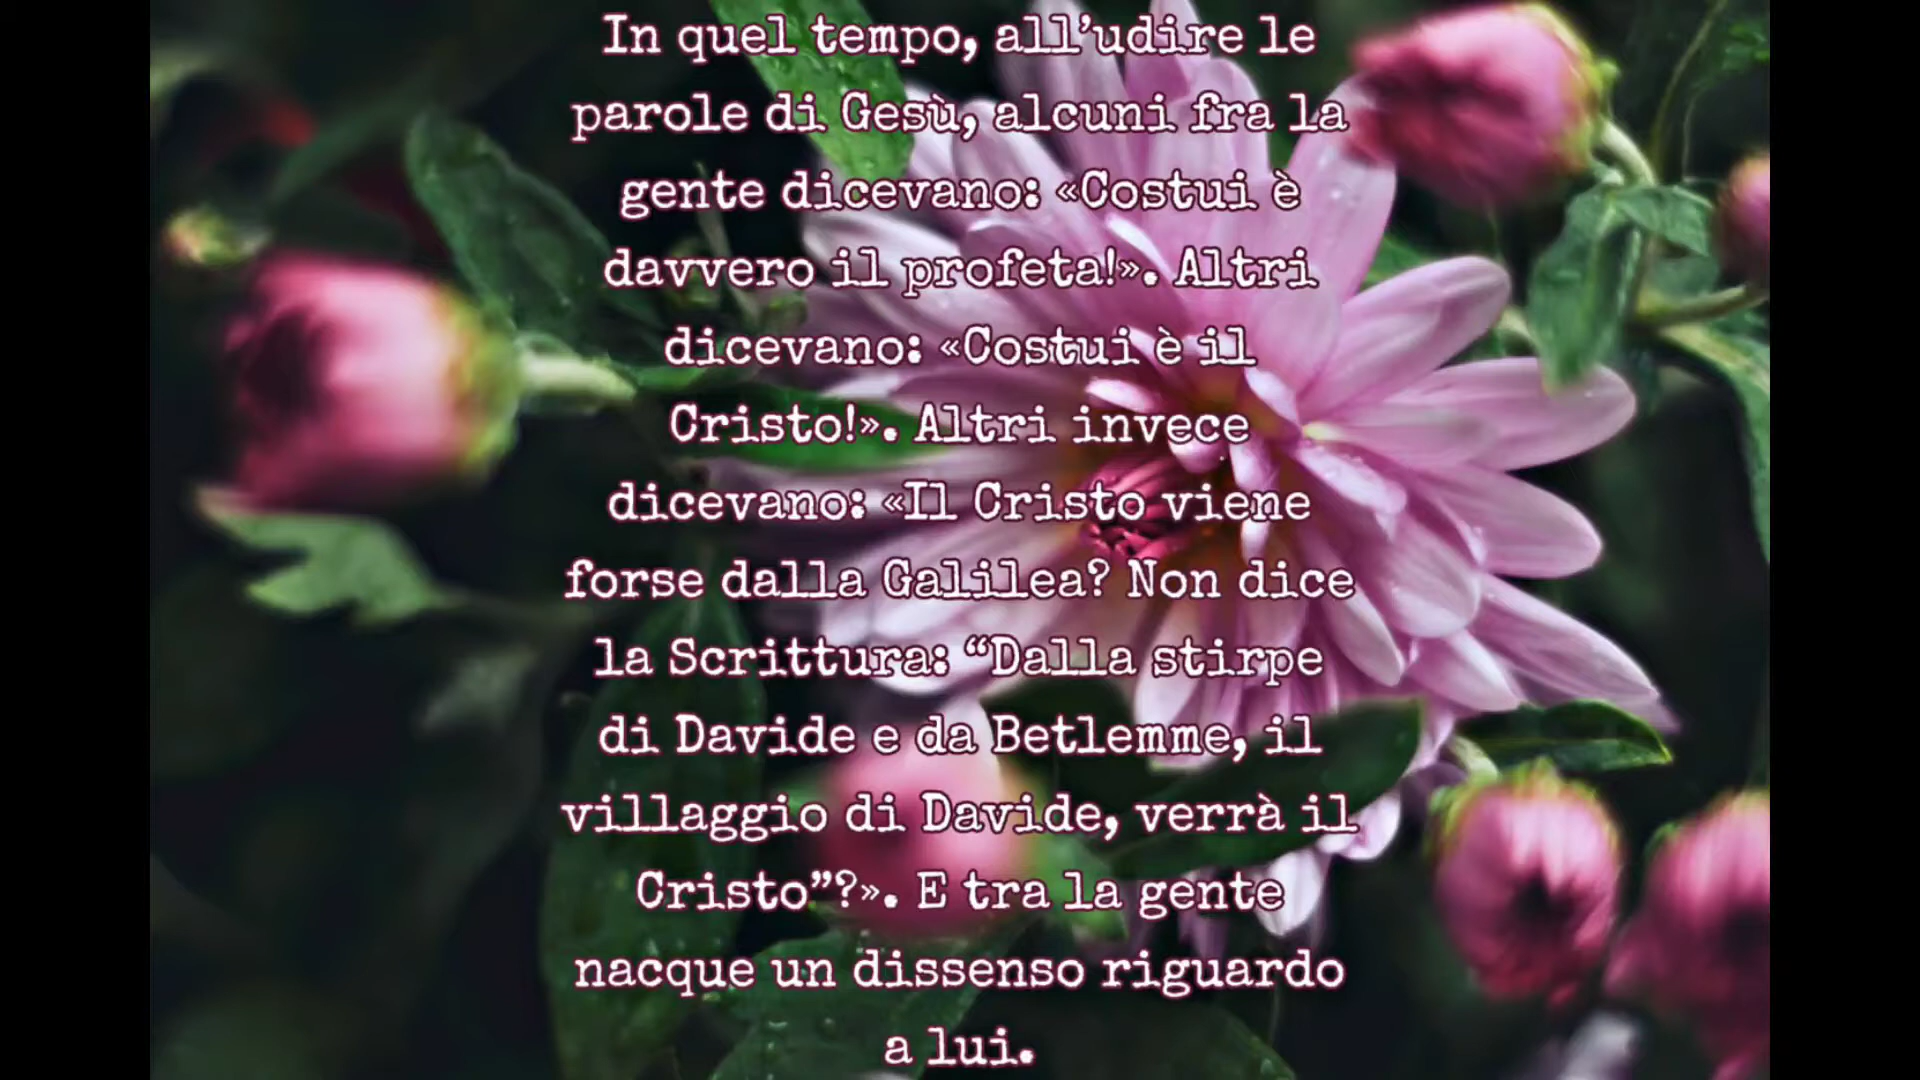 In quel tempo, all’udire le
parole di Gesù, alcuni fra la
gente dicevano: «Costui è
davvero il profeta!». Altri
dicevano: «Costui è il
Cristo!». Altri invece
dicevano: «Il Cristo viene
forse dalla Galilea? Non dice
la Scrittura: “Dalla stirpe
di Davide e da Betlemme, il
villaggio di Davide, verrà il
Cristo”?». E tra la gente
nacque un dissenso riguardo
a lui.